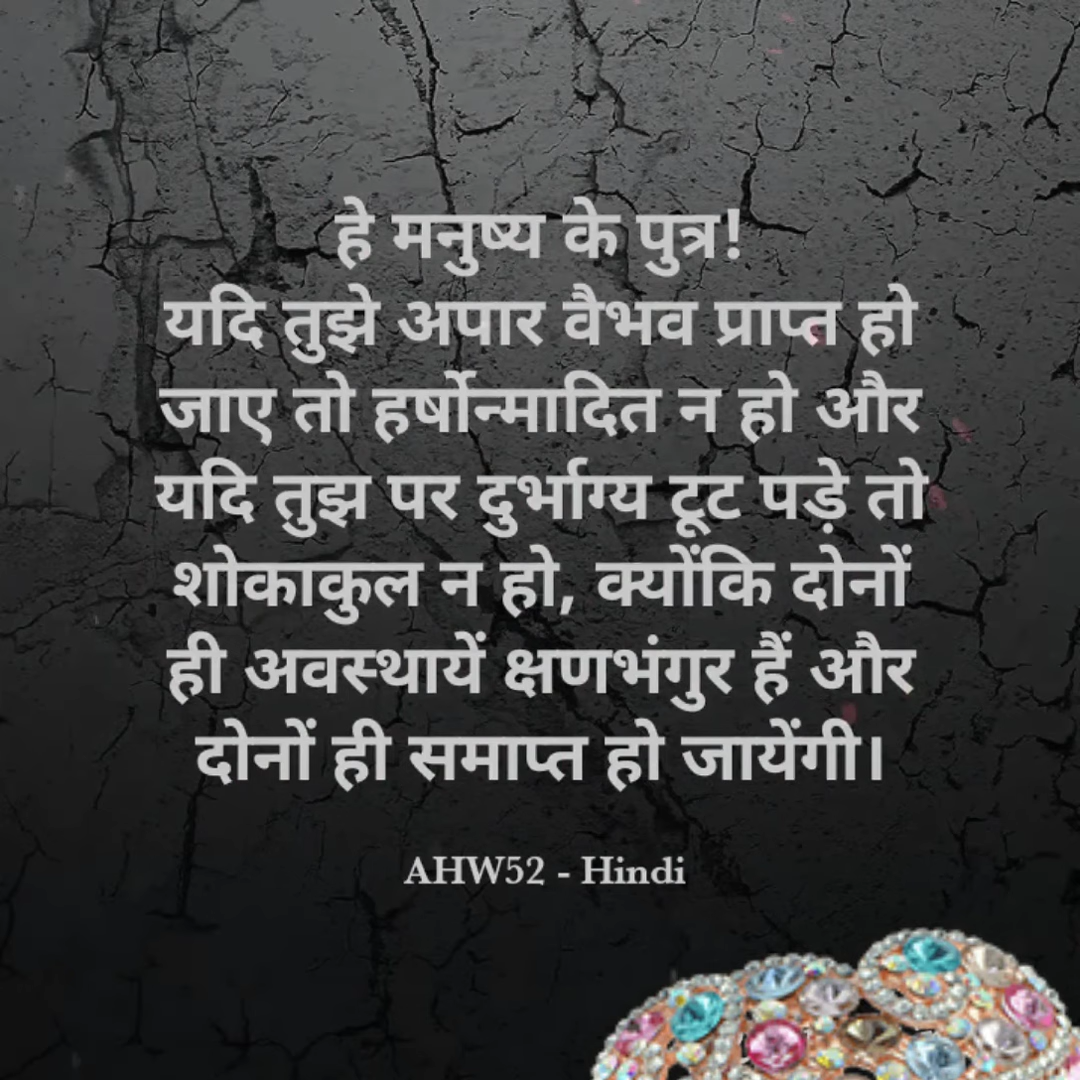 हे मनुष्य के पुत्र!
यदि तुझे अपार वैभव प्राप्त हो
जाए तो हर्षोन्मादित न हो और
यदि तुझ पर दुर्भाग्य टूट पड़े तो
शोकाकुल न हो, क्योंकि दोनों
ही अवस्थायें क्षणभंगुर हैं और
दोनों ही समाप्त हो जायेंगी।
AHW52 - Hindi